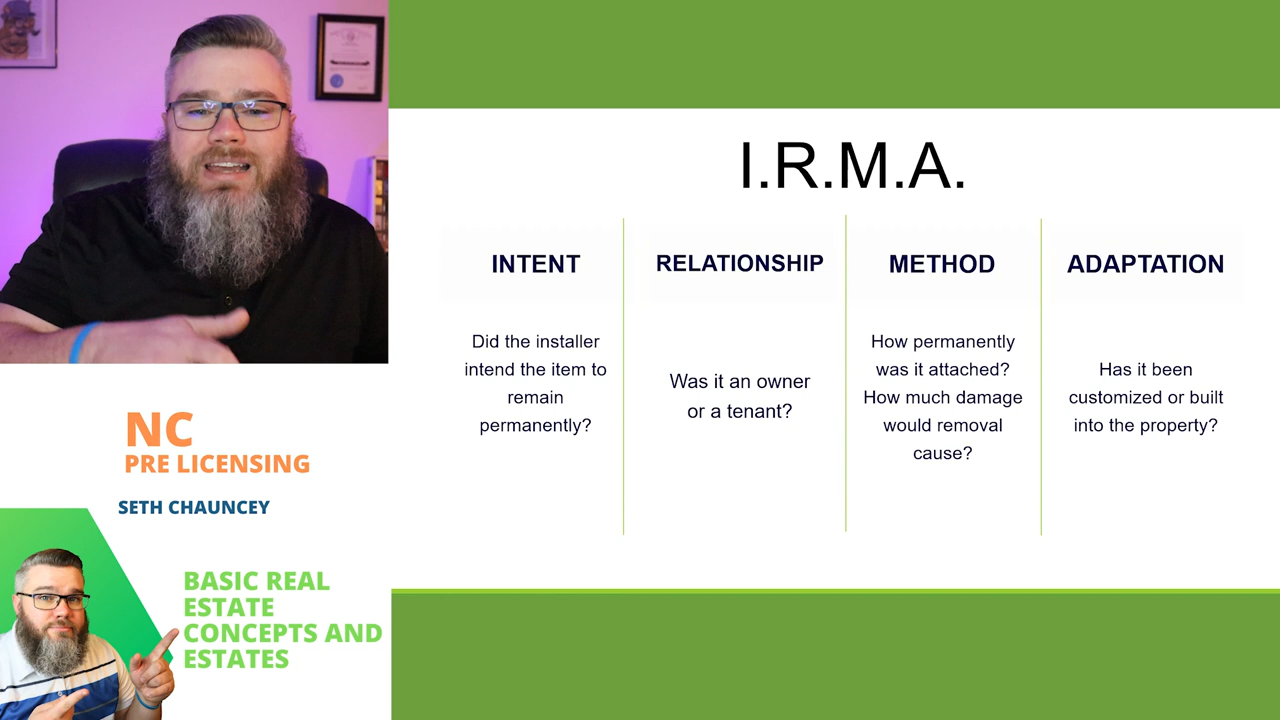 I.R.M.A.
INTENT
Did the installer
intend the item to
remain
permanently?
RELATIONSHIP
Was it an owner
or a tenant?
METHOD
How permanently
was it attached?
How much damage
would removal
cause?
ADAPTATION
Has it been
customized or built
into the property?
NC
PRE LICENSING
SETH CHAUNCEY
BASIC REAL
ESTATE
CONCEPTS AND
ESTATES